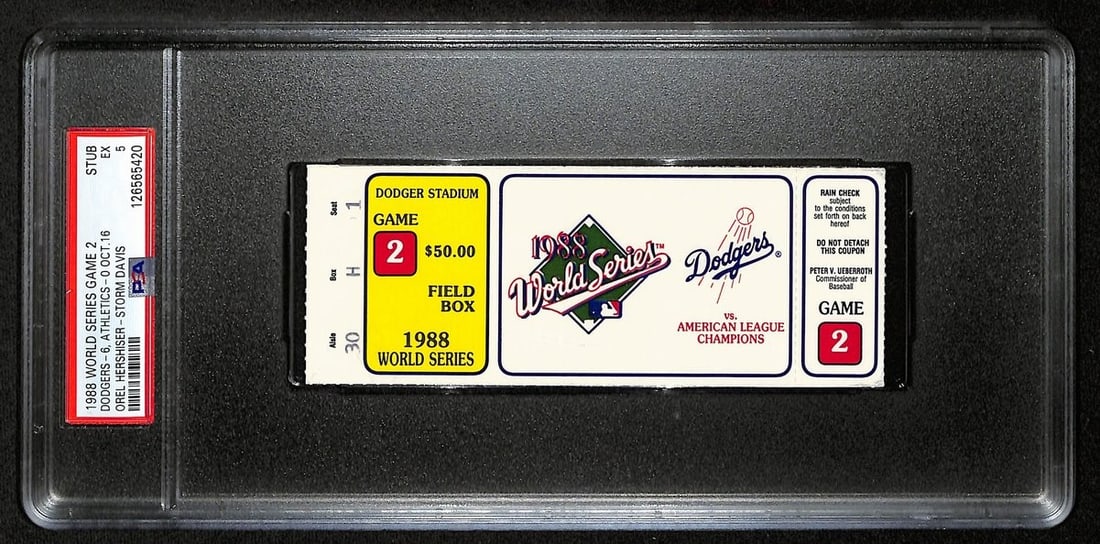 1988 WORLD SERIES GAME 2 STUB
DODGERS-6, ATHLETICS-0 OCT.16 EX 5
OREL HERSHISER-STORM DAVIS 126565420
PSA
Seat 1
Box H
Aisle 30
DODGER STADIUM
GAME
2
$50.00
FIELD
BOX
1988
WORLD SERIES
1988
World Series™
Dodgers®
vs.
AMERICAN LEAGUE
CHAMPIONS
RAIN CHECK
subject
to the conditions
set forth on back
hereof
DO NOT DETACH
THIS COUPON
PETER V. UEBERROTH
Commissioner of
Baseball
GAME
2